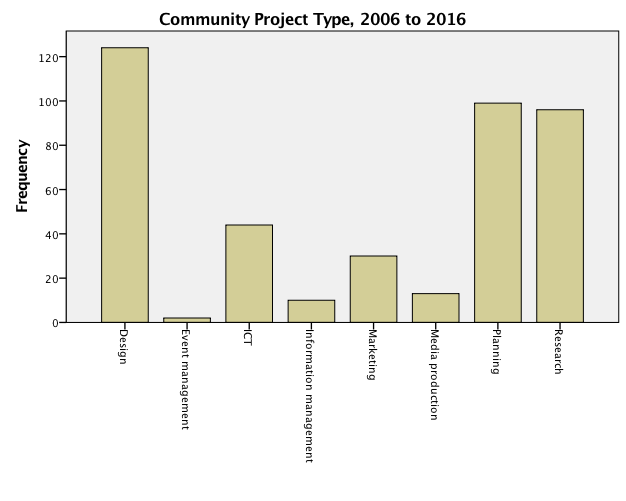 Community Project Type, 2006 to 2016
Frequency
120
100
80
60
40
20
0
Design
Event management
ICT
Information management
Marketing
Media production
Planning
Research